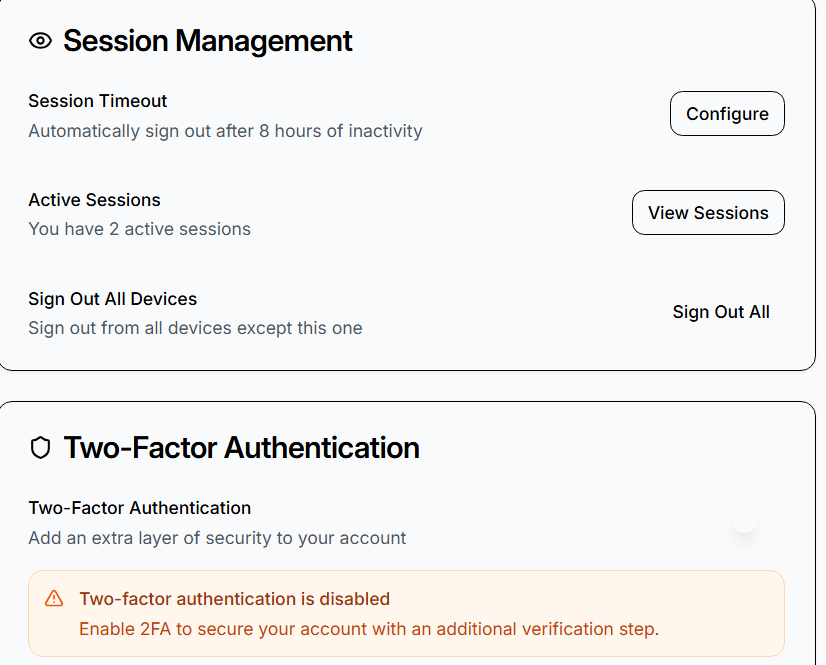 Session Management
Session Timeout
Automatically sign out after 8 hours of inactivity
Configure
Active Sessions
You have 2 active sessions
View Sessions
Sign Out All Devices
Sign out from all devices except this one
Sign Out All
Two-Factor Authentication
Two-Factor Authentication
Add an extra layer of security to your account
Two-factor authentication is disabled
Enable 2FA to secure your account with an additional verification step.